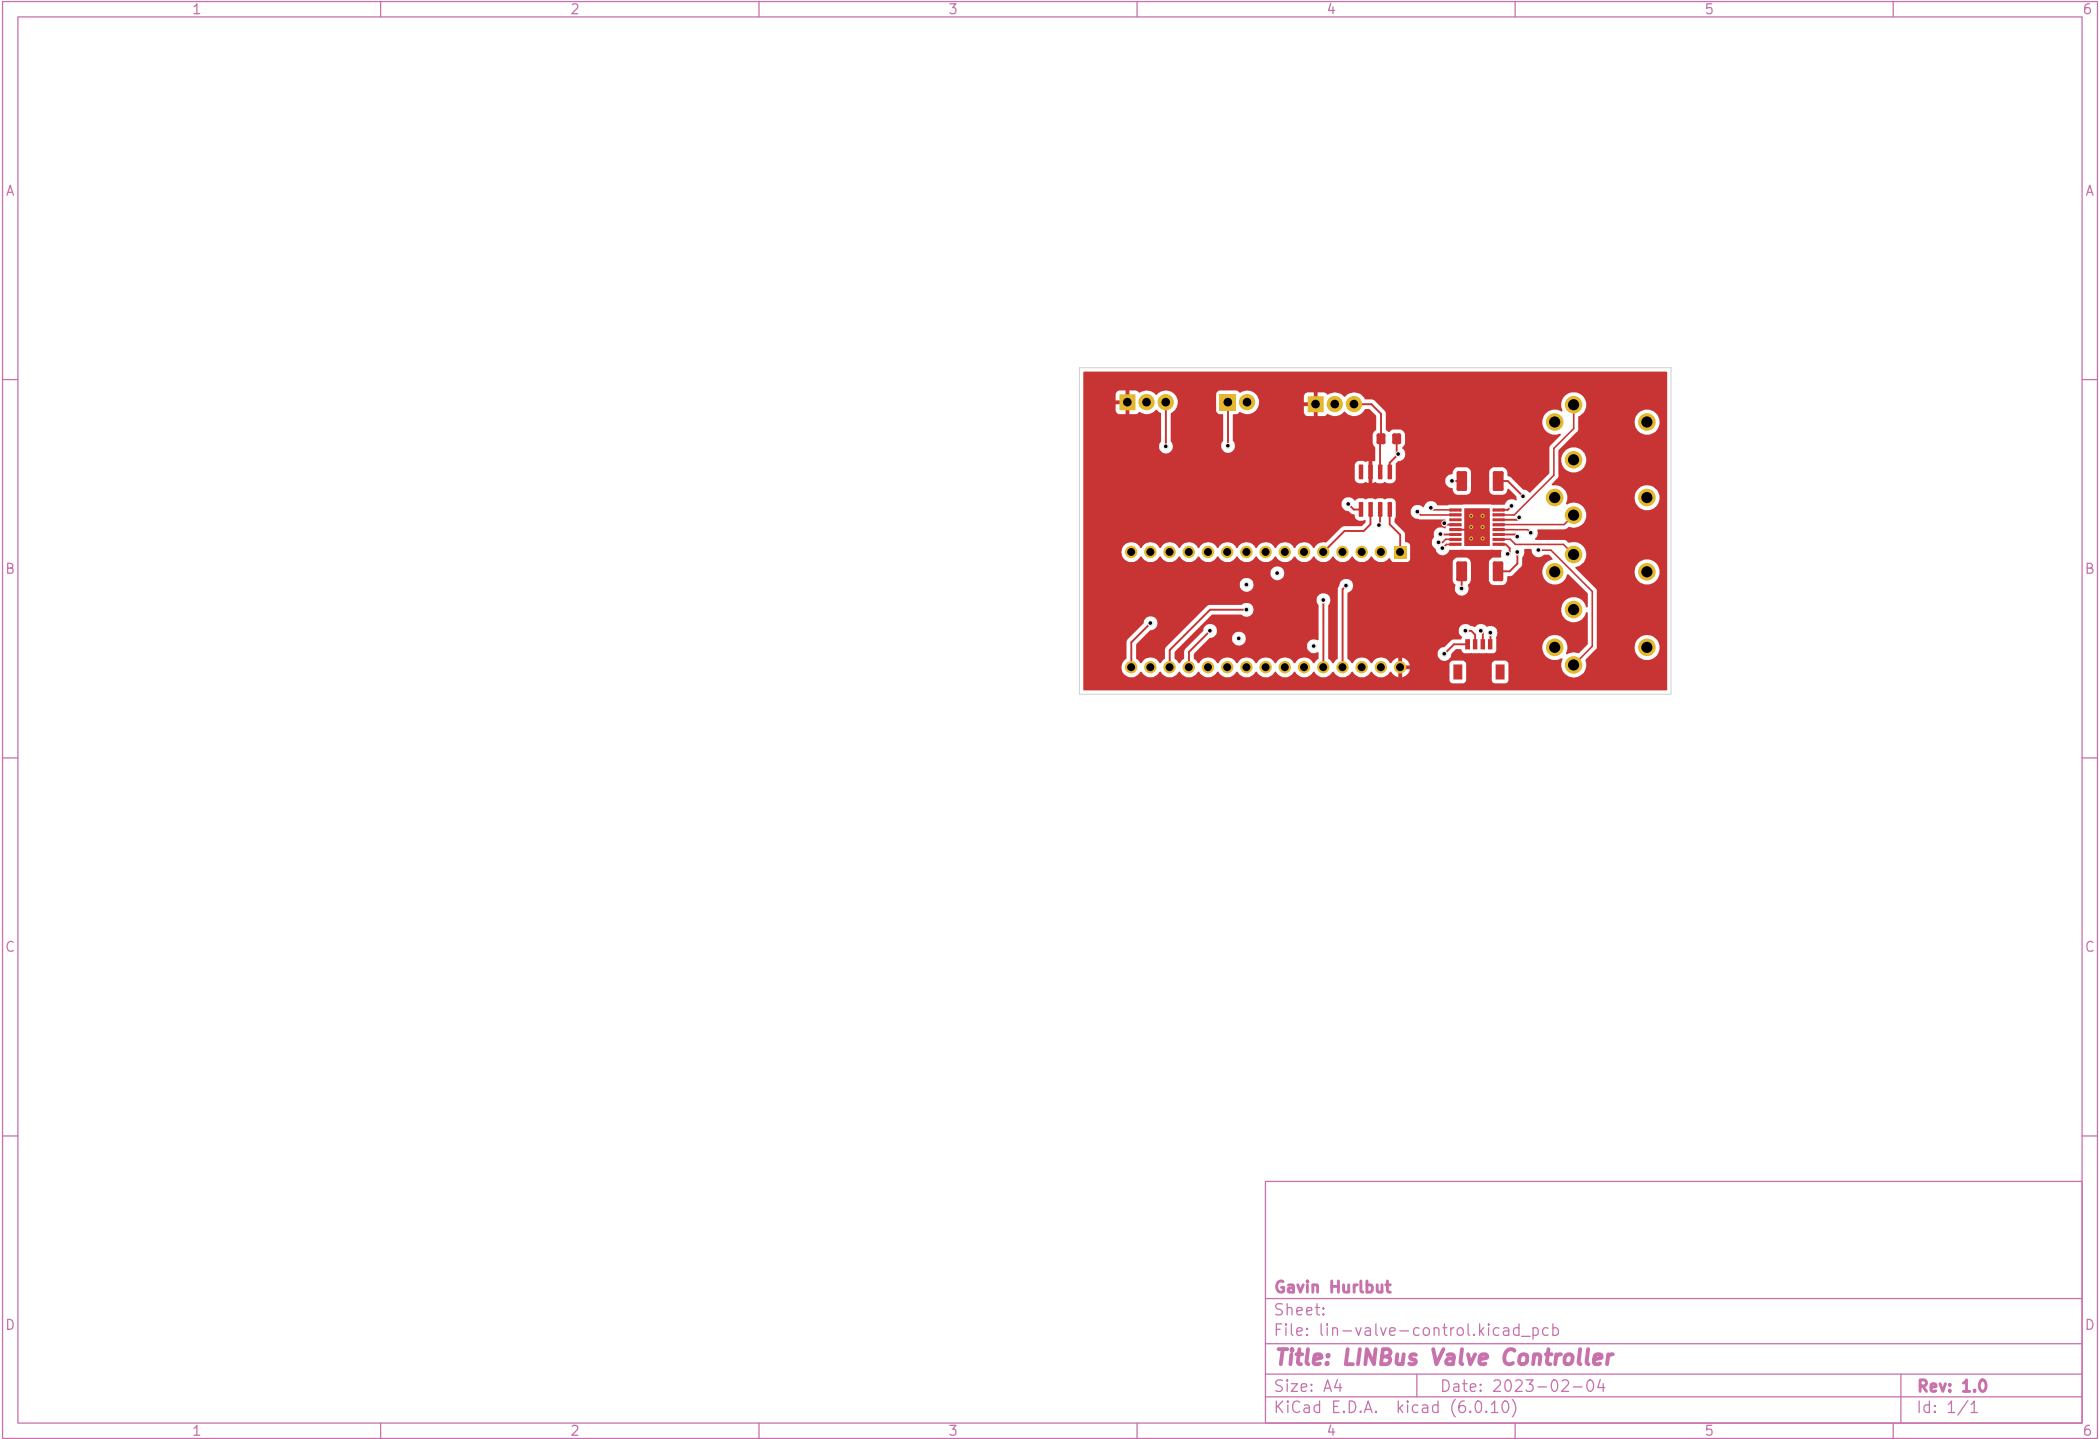 1 2 3 4 5 6
A A
B B
C C
Gavin Hurlbut
Sheet:
File: lin-valve-control.kicad_pcb
D D
Title: LINBus Valve Controller
Size: A4 Date: 2023-02-04 Rev: 1.0
KiCad E.D.A. kicad (6.0.10) Id: 1/1
1 2 3 4 5 6